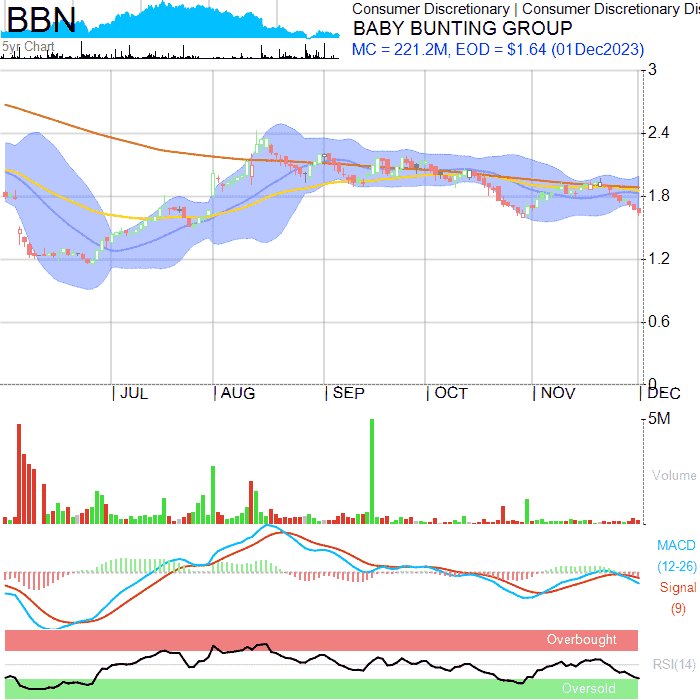 BBN
5yr Chart
Consumer Discretionary | Consumer Discretionary Dis
BABY BUNTING GROUP
MC = 221.2M, EOD = $1.64 (01Dec2023)
3
2.4
1.8
1.2
0.6
0
JUL AUG SEP OCT NOV DEC
5M
Volume
MACD
(12-26)
Signal
(9)
Overbought
RSI(14)
Oversold